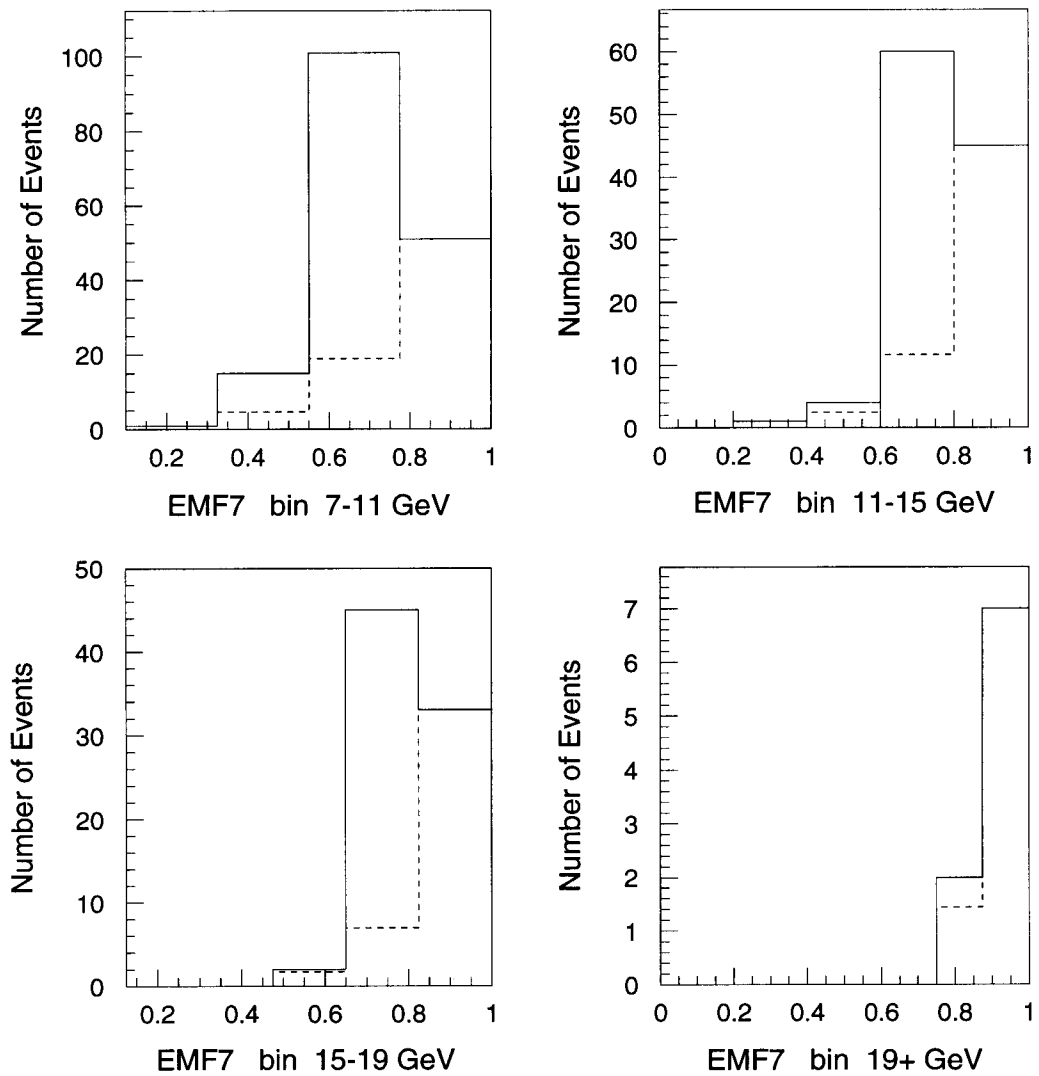 Number of Events
100
80
60
40
20
0
0.2 0.4 0.6 0.8 1
EMF7 bin 7-11 GeV
Number of Events
60
50
40
30
20
10
0
0 0.2 0.4 0.6 0.8 1
EMF7 bin 11-15 GeV
Number of Events
50
40
30
20
10
0
0.2 0.4 0.6 0.8 1
EMF7 bin 15-19 GeV
Number of Events
7
6
5
4
3
2
1
0
0 0.2 0.4 0.6 0.8 1
EMF7 bin 19+ GeV